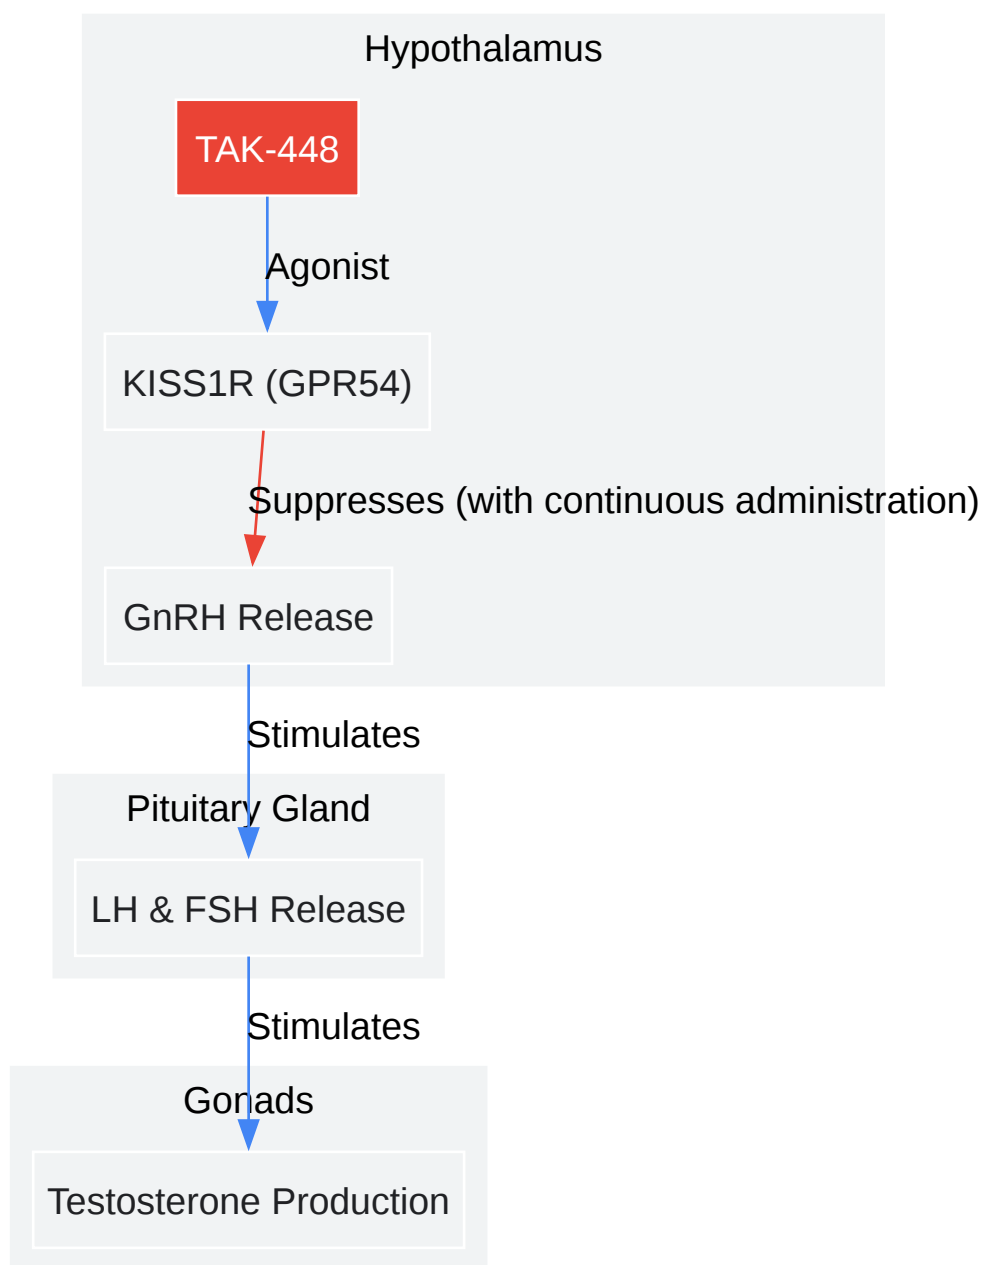 Hypothalamus
TAK-448
Agonist
KISS1R (GPR54)
Suppresses (with continuous administration)
GnRH Release
Stimulates
Pituitary Gland
LH & FSH Release
Stimulates
Gonads
Testosterone Production